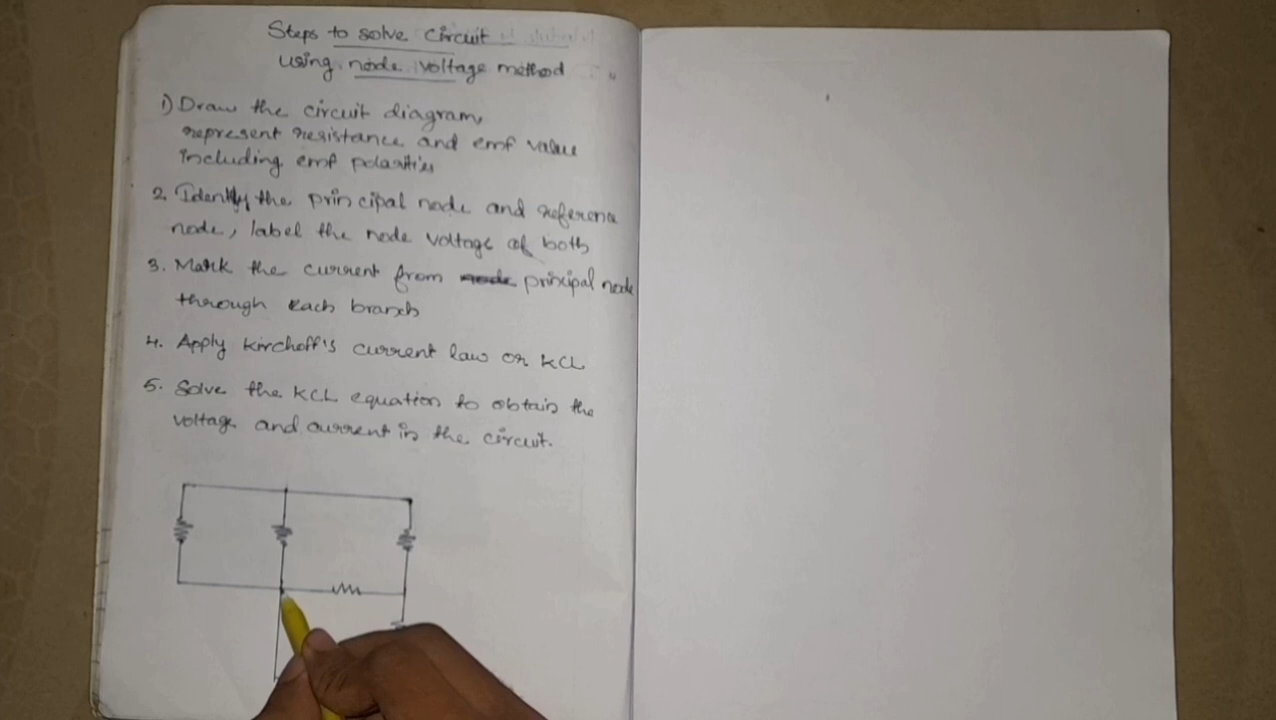 Steps to solve circuit
using node voltage method
1) Draw the circuit diagram,
represent resistance and emf value
including emf polarities
2. Identify the principal node and reference
node, label the node voltage of both
3. Mark the current from principal node
through each branch
4. Apply Kirchoff's current law or KCL
5. Solve the KCL equation to obtain the
voltage and current in the circuit.